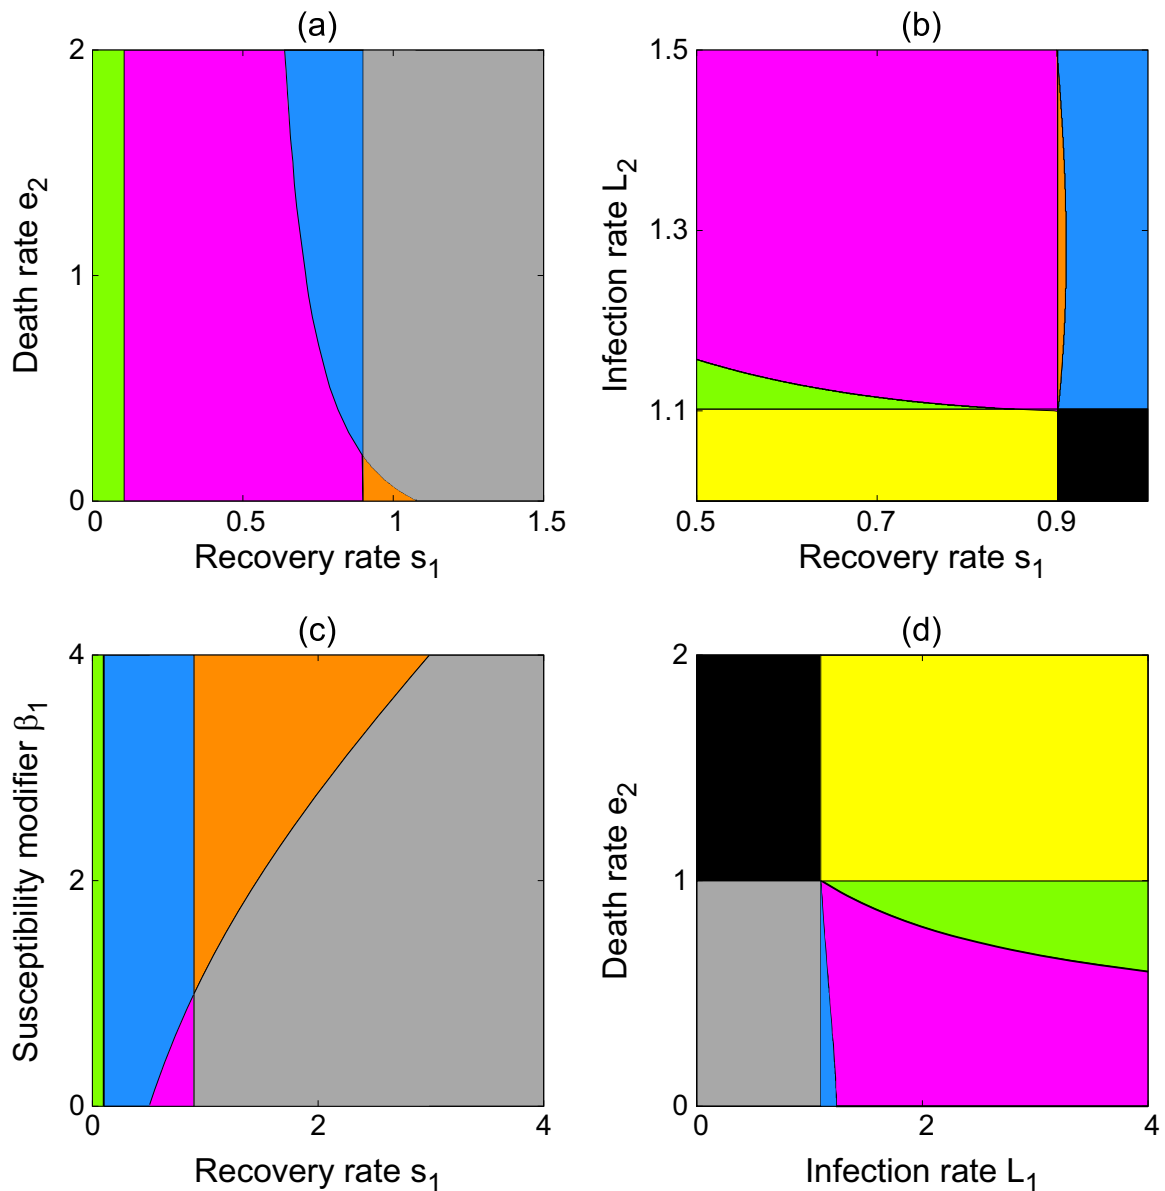 (a)
Death rate e2
2
1
0
0 0.5 1 1.5
Recovery rate s1
(b)
Infection rate L2
1.5
1.3
1.1
0.5 0.7 0.9
Recovery rate s1
(c)
Susceptibility modifier β1
4
2
0
0 2 4
Recovery rate s1
(d)
Death rate e2
2
1
0
0 2 4
Infection rate L1